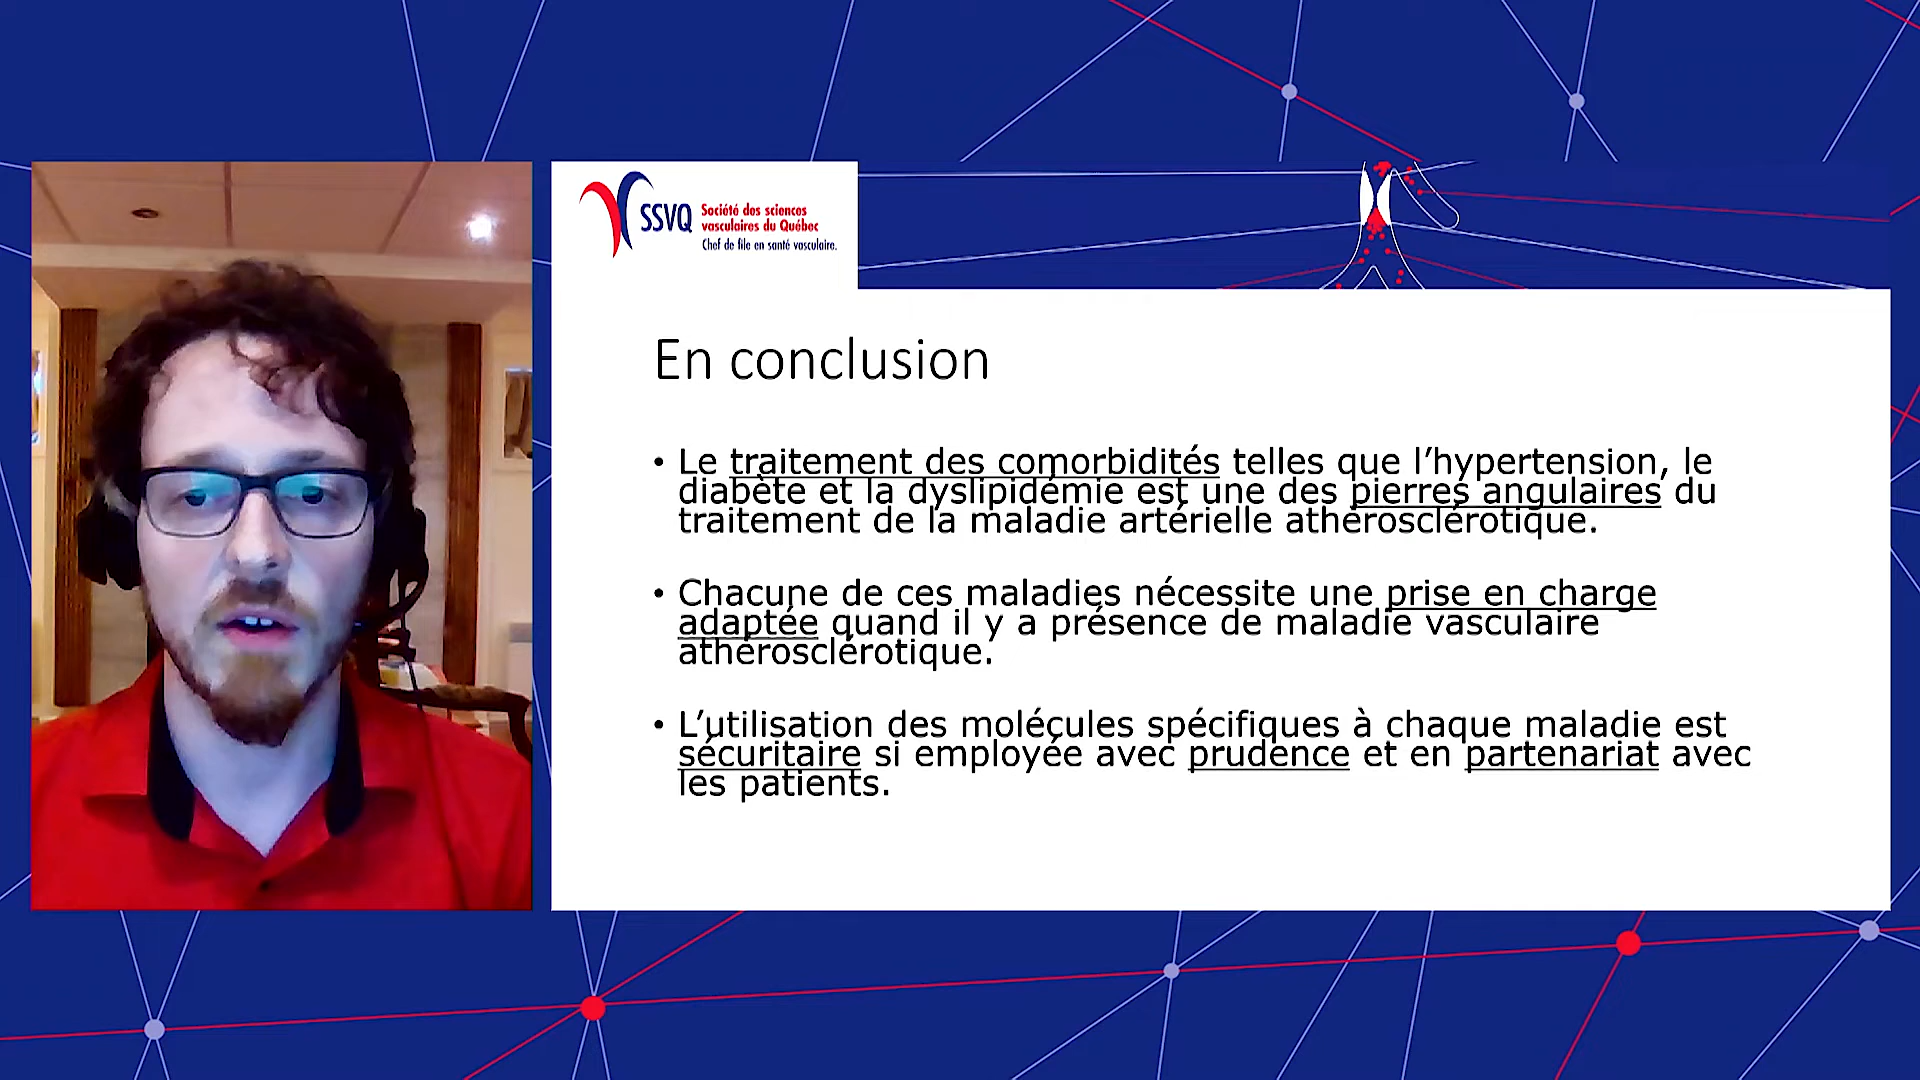 SSVQ
Société des sciences
vasculaires du Québec
Chef de file en santé vasculaire.
En conclusion
• Le traitement des comorbidités telles que l’hypertension, le
diabète et la dyslipidémie est une des pierres angulaires du
traitement de la maladie artérielle athérosclérotique.
• Chacune de ces maladies nécessite une prise en charge
adaptée quand il y a présence de maladie vasculaire
athérosclérotique.
• L’utilisation des molécules spécifiques à chaque maladie est
sécuritaire si employée avec prudence et en partenariat avec
les patients.